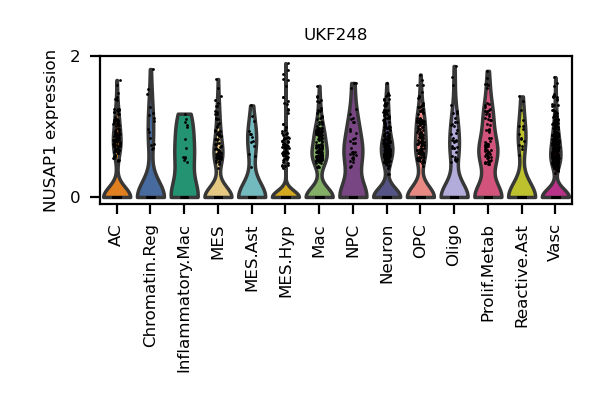 UKF248
NUSAP1 expression
2
0
AC
Chromatin.Reg
Inflammatory.Mac
MES
MES.Ast
MES.Hyp
Mac
NPC
Neuron
OPC
Oligo
Prolif.Metab
Reactive.Ast
Vasc